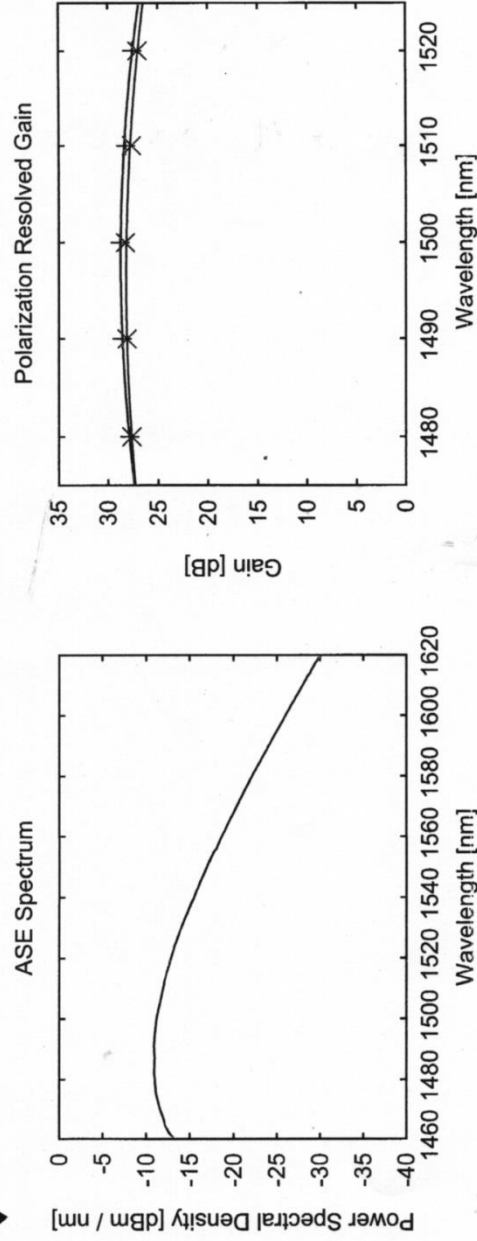 ASE Spectrum
Power Spectral Density [dBm / nm]
0
-5
-10
-15
-20
-25
-30
-35
-40
1460 1480 1500 1520 1540 1560 1580 1600 1620
Wavelength [nm]
Polarization Resolved Gain
Gain [dB]
35
30
25
20
15
10
5
0
1480 1490 1500 1510 1520
Wavelength [nm]